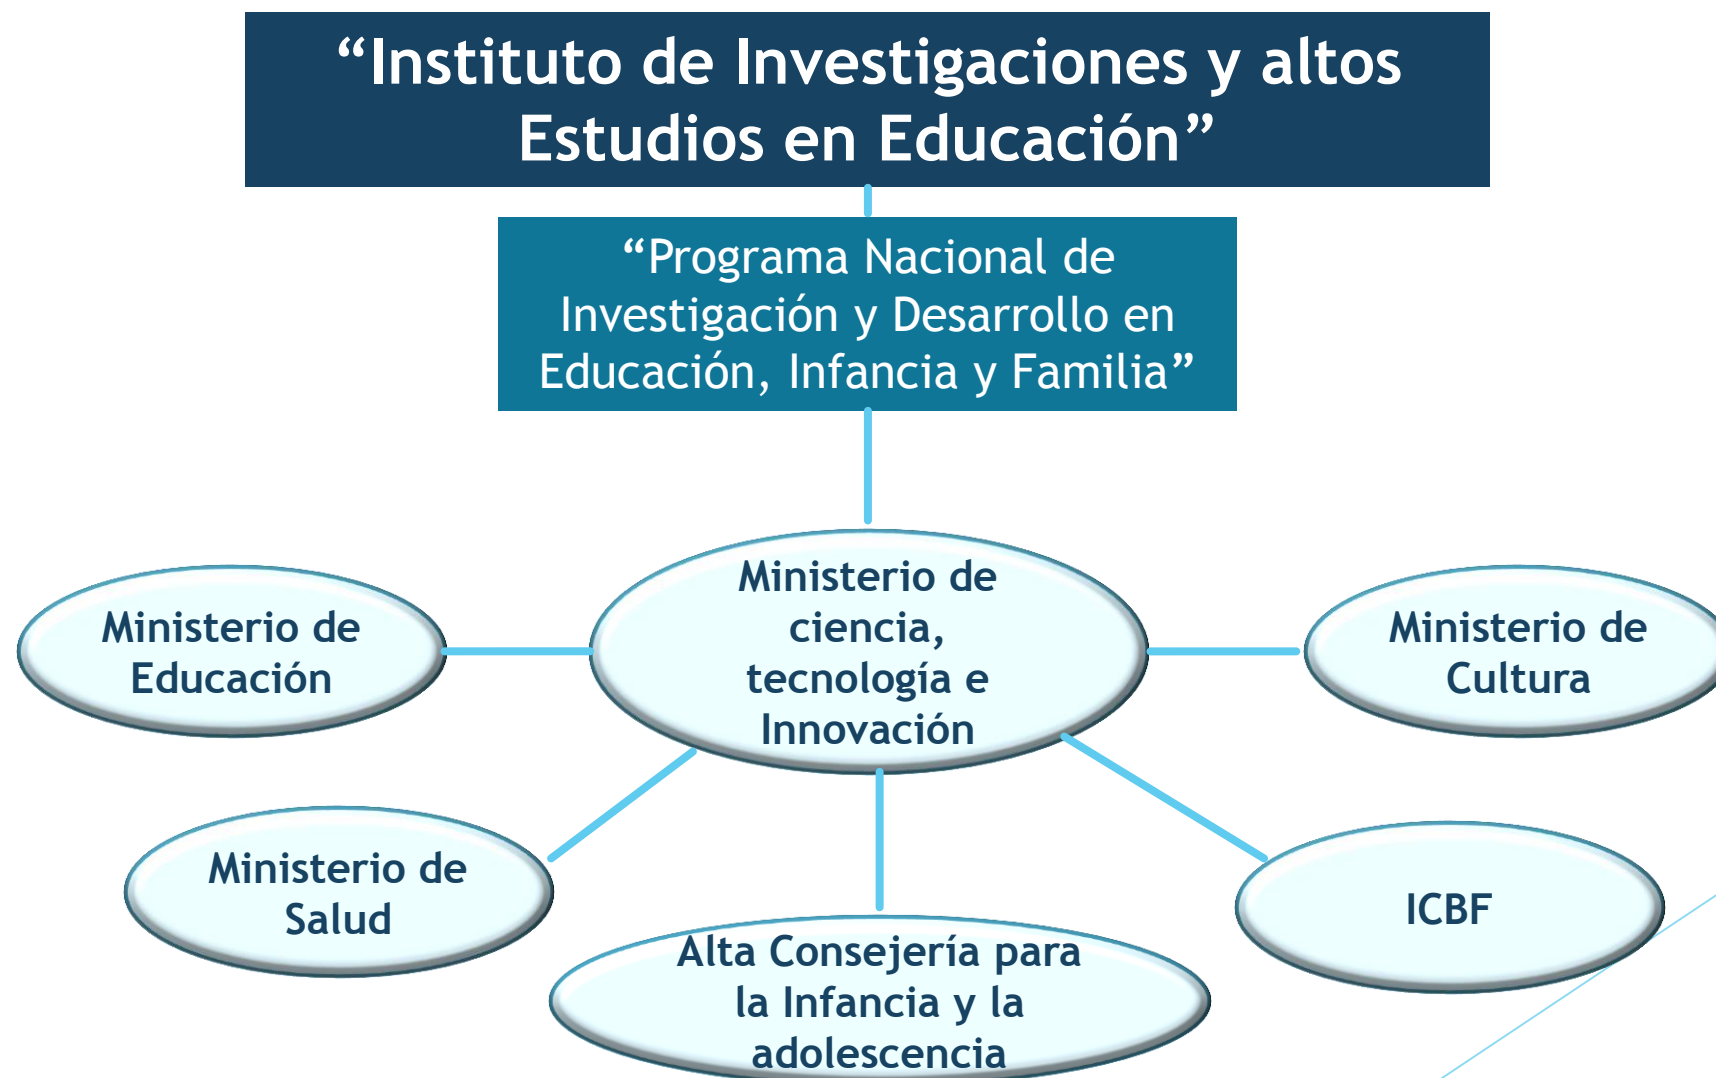 “Instituto de Investigaciones y altos
Estudios en Educación”
“Programa Nacional de
Investigación y Desarrollo en
Educación, Infancia y Familia”
Ministerio de
ciencia,
tecnología e
Innovación
Ministerio de
Educación
Ministerio de
Cultura
Ministerio de
Salud
ICBF
Alta Consejería para
la Infancia y la
adolescencia